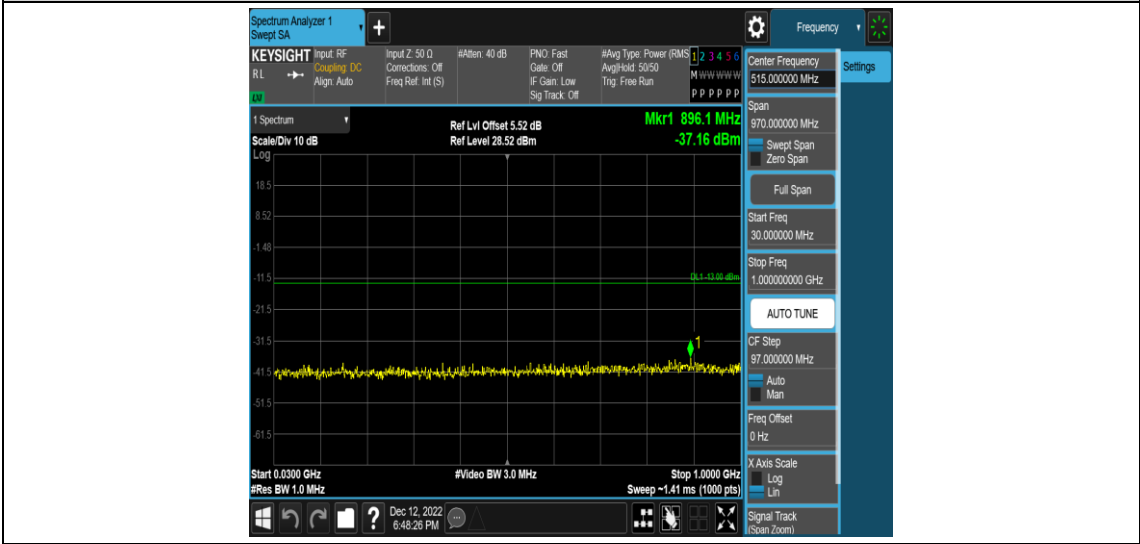 Spectrum Analyzer 1
Swept SA
+
Frequency
KEYSIGHT
RL
Input: RF
Coupling: DC
Align: Auto
Input Z: 50 Ω
Corrections: Off
Freq Ref: Int (S)
#Atten: 40 dB
PNO: Fast
Gate: Off
IF Gain: Low
Sig Track: Off
#Avg Type: Power (RMS
Avg|Hold: 50/50
Trig: Free Run
1 2 3 4 5 6
M W W W W W
P P P P P P
1 Spectrum
Scale/Div 10 dB
Log
Ref Lvl Offset 5.52 dB
Ref Level 28.52 dBm
Mkr1 896.1 MHz
-37.16 dBm
18.5
8.52
-1.48
-11.5
DL1 -13.00 dBm
-21.5
-31.5
1
-41.5
-51.5
-61.5
Start 0.0300 GHz
#Video BW 3.0 MHz
Stop 1.0000 GHz
#Res BW 1.0 MHz
Sweep ~1.41 ms (1000 pts)
?
Dec 12, 2022
6:48:26 PM
Center Frequency
515.000000 MHz
Settings
Span
970.000000 MHz
Swept Span
Zero Span
Full Span
Start Freq
30.000000 MHz
Stop Freq
1.000000000 GHz
AUTO TUNE
CF Step
97.000000 MHz
Auto
Man
Freq Offset
0 Hz
X Axis Scale
Log
Lin
Signal Track
(Span Zoom)